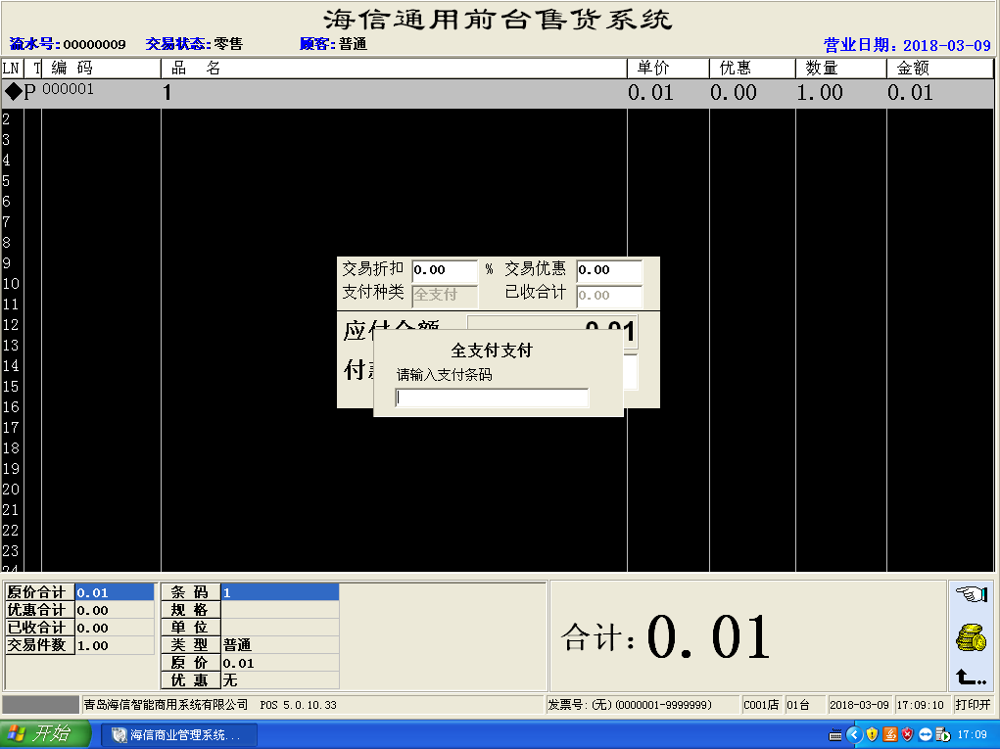 海信通用前台售货系统
流水号:00000009 交易状态:零售 顾客:普通 营业日期: 2018-03-09
LN T 编 码 品 名 单价 优惠 数量 金额
◆P 000001 1 0.01 0.00 1.00 0.01
2
3
4
5
6
7
8
9
10
11
12
13
14
15
16
17
18
19
20
21
22
23
24
交易折扣 0.00 % 交易优惠 0.00
支付种类 全支付 已收合计 0.00
应付金额 0.01
付款
全支付支付
请输入支付条码
原价合计 0.01
优惠合计 0.00
已收合计 0.00
交易件数 1.00
条 码 1
规 格
单 位
类 型 普通
原 价 0.01
优 惠 无
合计: 0.01
青岛海信智能商用系统有限公司 POS 5.0.10.33 发票号:(无)(0000001-9999999) C001店 01台 2018-03-09 17:09:10 打印开
开始 海信商业管理系统... 17:09